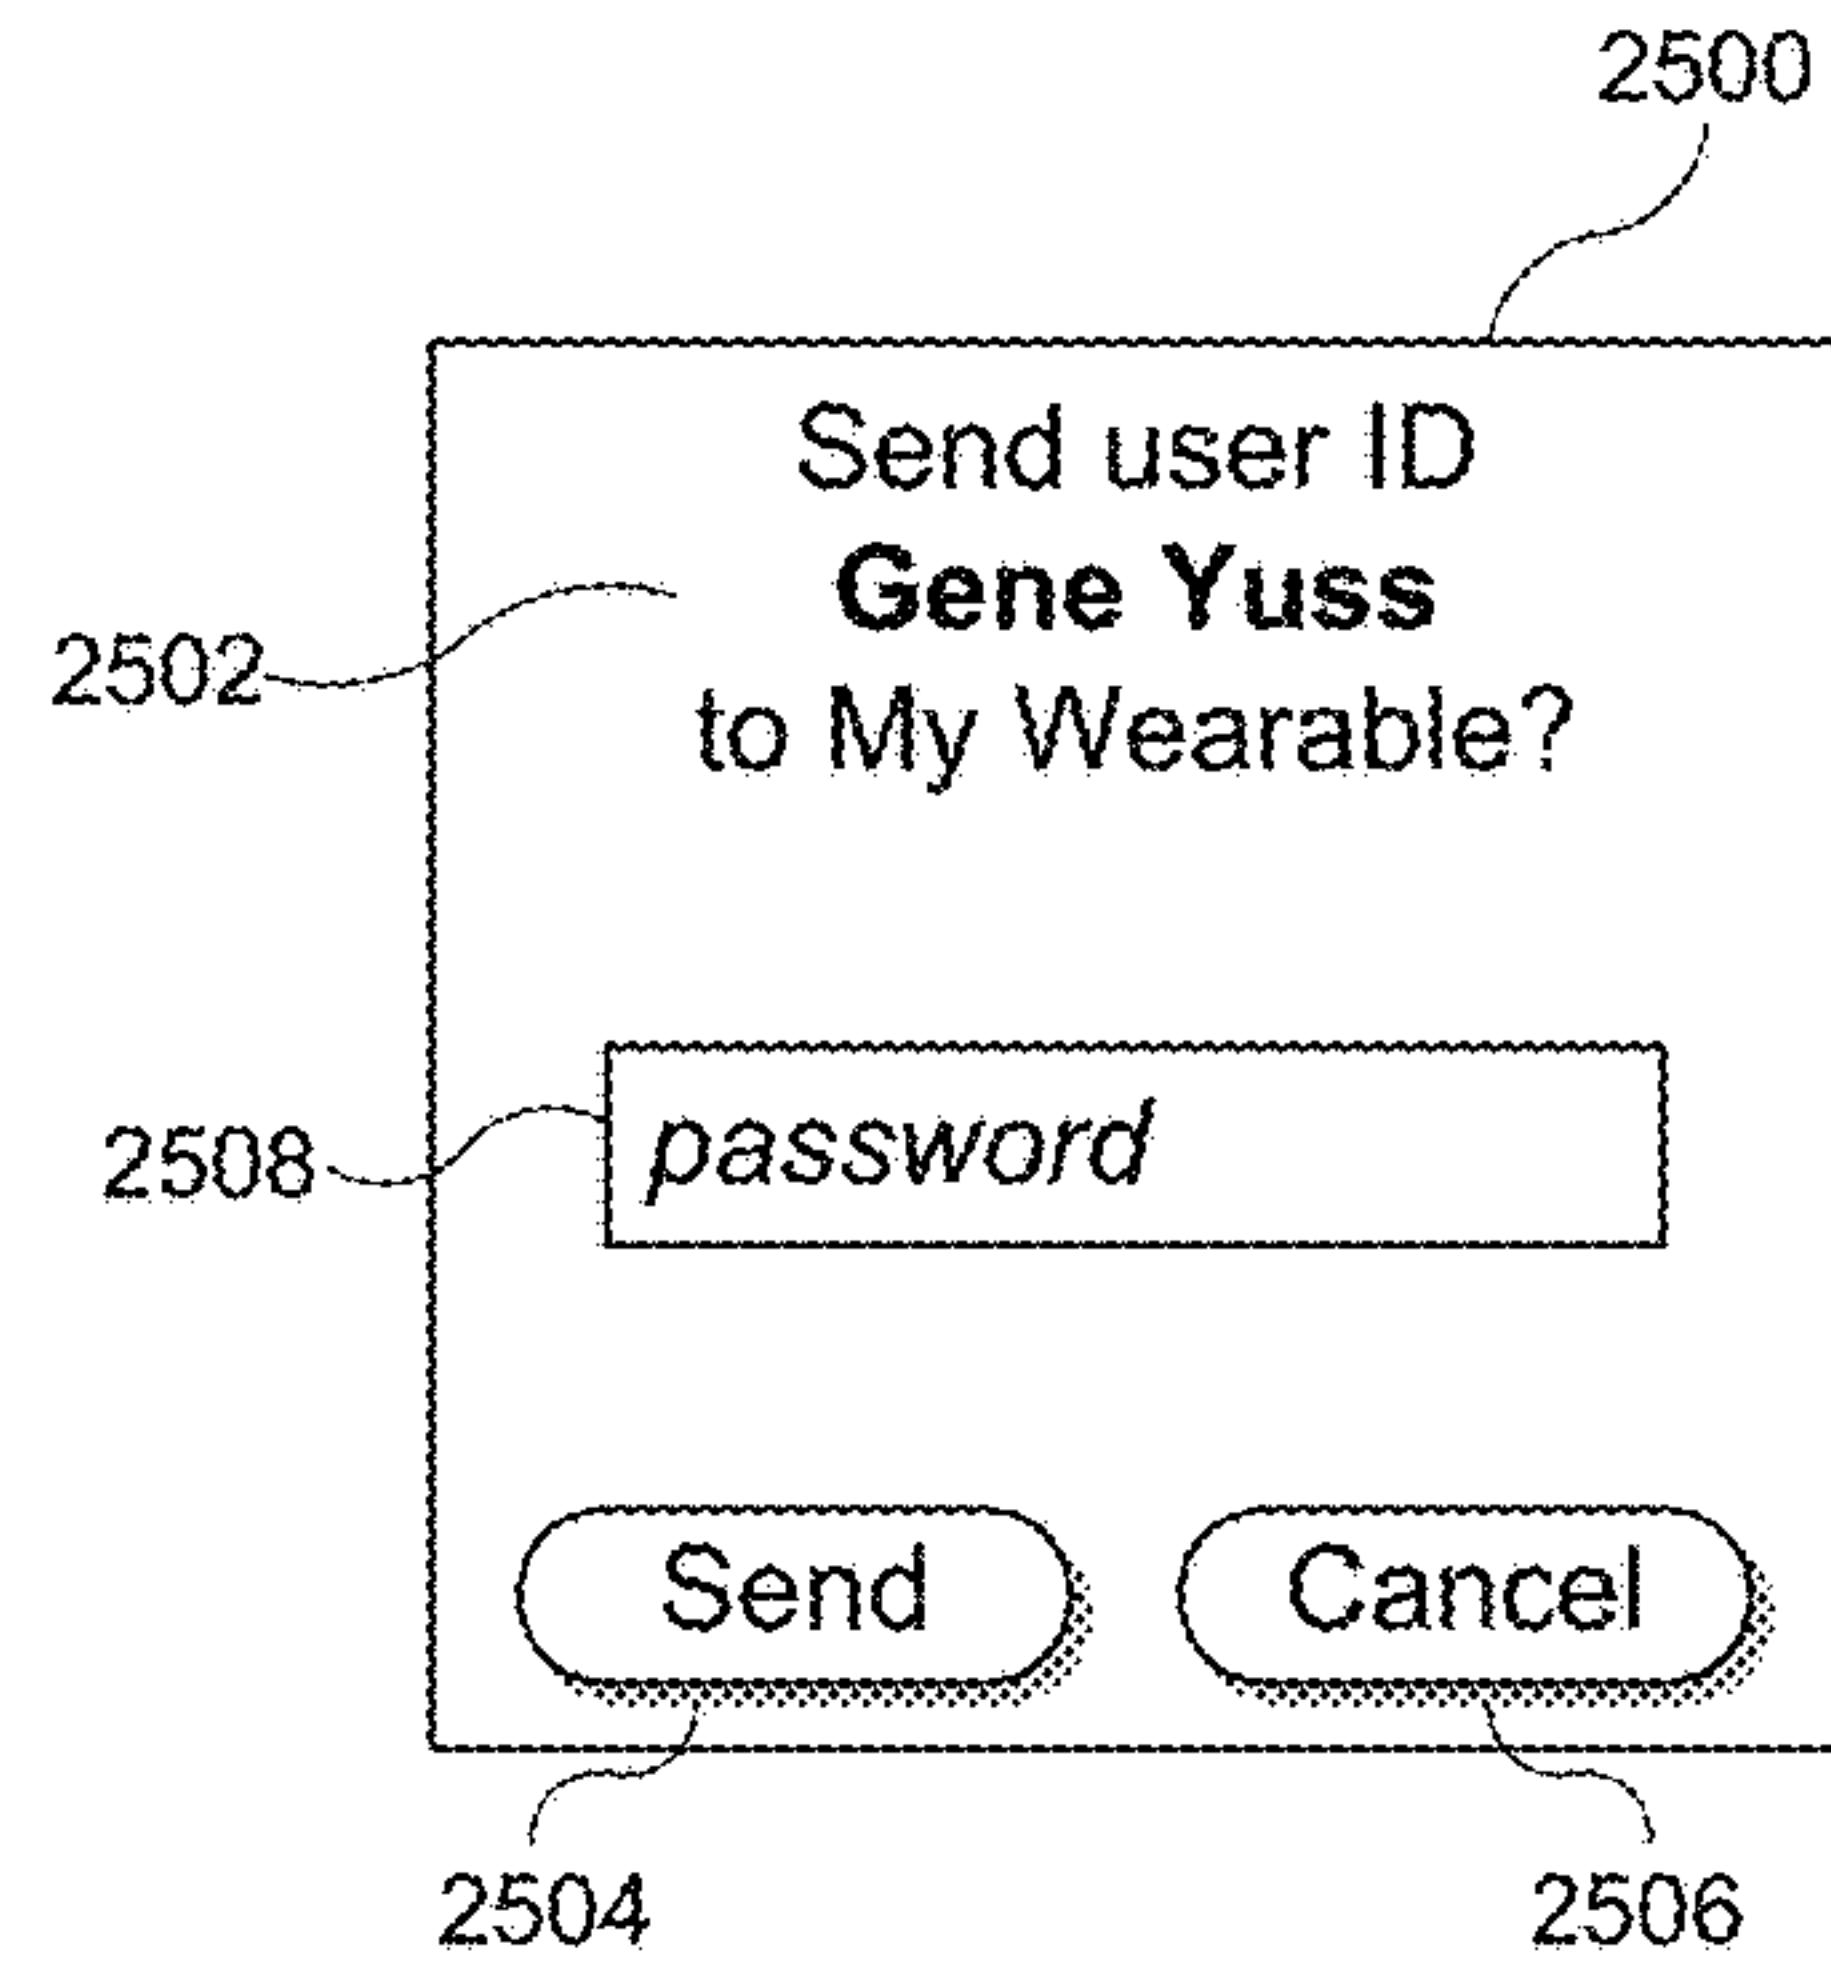 2500
Send user ID
Gene Yuss
2502
to My Wearable?
2508
password
Send Cancel
2504 2506